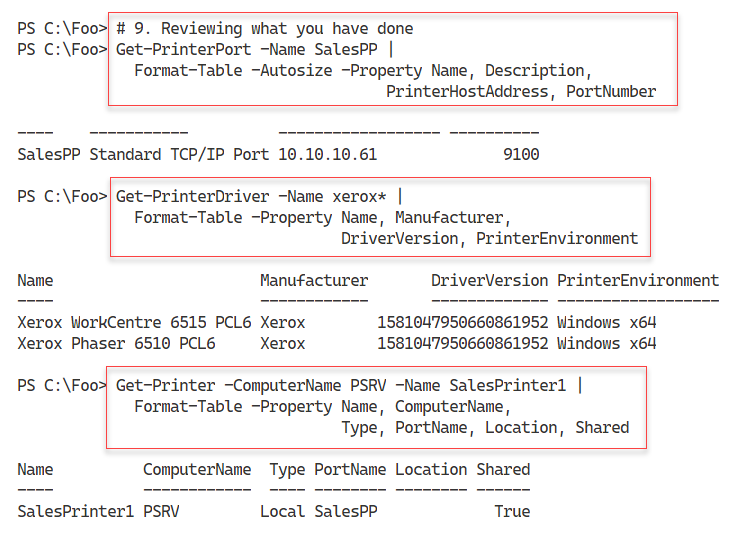 PS C:\Foo> # 9. Reviewing what you have done
PS C:\Foo> Get-PrinterPort -Name SalesPP |
  Format-Table -Autosize -Property Name, Description,
                              PrinterHostAddress, PortNumber
----    -----------          ------------------ ----------
SalesPP Standard TCP/IP Port 10.10.10.61              9100
PS C:\Foo> Get-PrinterDriver -Name xerox* |
  Format-Table -Property Name, Manufacturer,
                         DriverVersion, PrinterEnvironment
Name                       Manufacturer       DriverVersion PrinterEnvironment
----                       ------------       ------------- ------------------
Xerox WorkCentre 6515 PCL6 Xerox        1581047950660861952 Windows x64
Xerox Phaser 6510 PCL6     Xerox        1581047950660861952 Windows x64
PS C:\Foo> Get-Printer -ComputerName PSRV -Name SalesPrinter1 |
  Format-Table -Property Name, ComputerName,
                         Type, PortName, Location, Shared
Name          ComputerName  Type PortName Location Shared
----          ------------  ---- -------- -------- ------
SalesPrinter1 PSRV         Local SalesPP             True